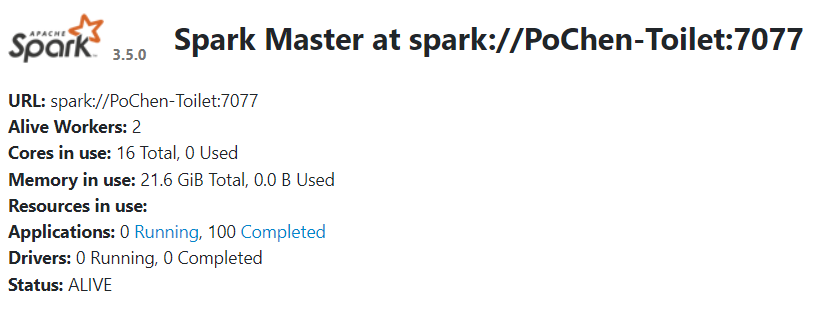 APACHE
Spark 3.5.0 Spark Master at spark://PoChen-Toilet:7077
URL: spark://PoChen-Toilet:7077
Alive Workers: 2
Cores in use: 16 Total, 0 Used
Memory in use: 21.6 GiB Total, 0.0 B Used
Resources in use:
Applications: 0 Running, 100 Completed
Drivers: 0 Running, 0 Completed
Status: ALIVE